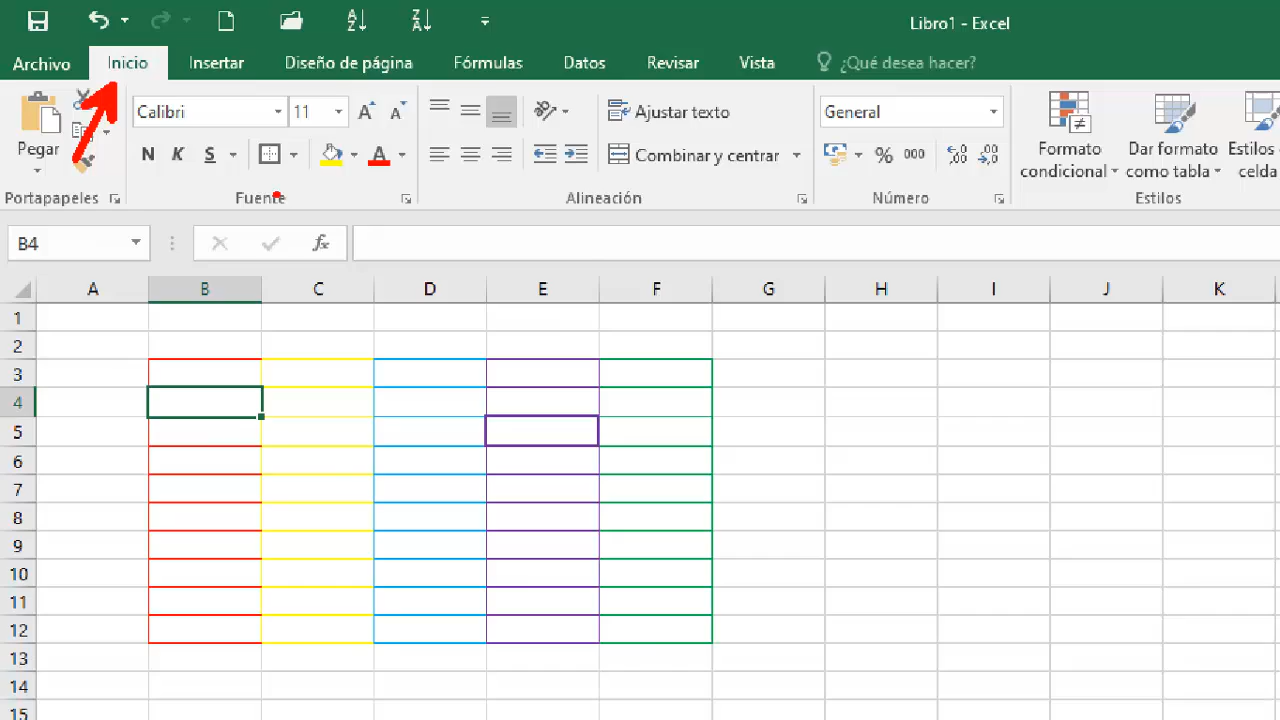 Libro1 - Excel
Archivo Inicio Insertar Diseño de página Fórmulas Datos Revisar Vista ¿Qué desea hacer?
Pegar
Calibri 11
N K S A
Ajustar texto
Combinar y centrar
General
% 000
Formato condicional
Dar formato como tabla
Estilos celda
Portapapeles Fuente Alineación Número Estilos
B4 fx
A B C D E F G H I J K
1
2
3
4
5
6
7
8
9
10
11
12
13
14
15